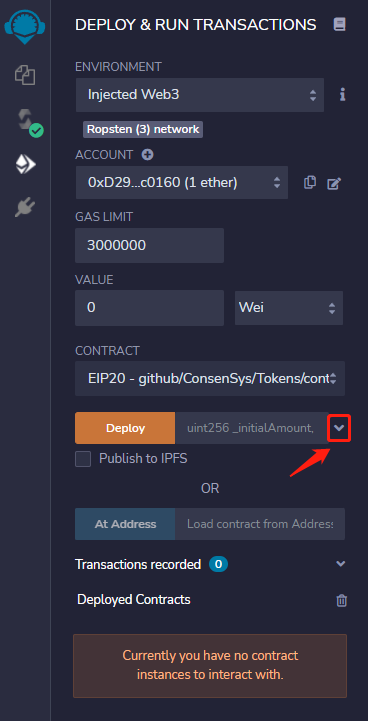 DEPLOY & RUN TRANSACTIONS
ENVIRONMENT
Injected Web3
Ropsten (3) network
ACCOUNT
0xD29...c0160 (1 ether)
GAS LIMIT
3000000
VALUE
0 Wei
CONTRACT
EIP20 - github/ConsenSys/Tokens/cont
Deploy uint256 _initialAmount,
Publish to IPFS
OR
At Address Load contract from Address
Transactions recorded 0
Deployed Contracts
Currently you have no contract
instances to interact with.